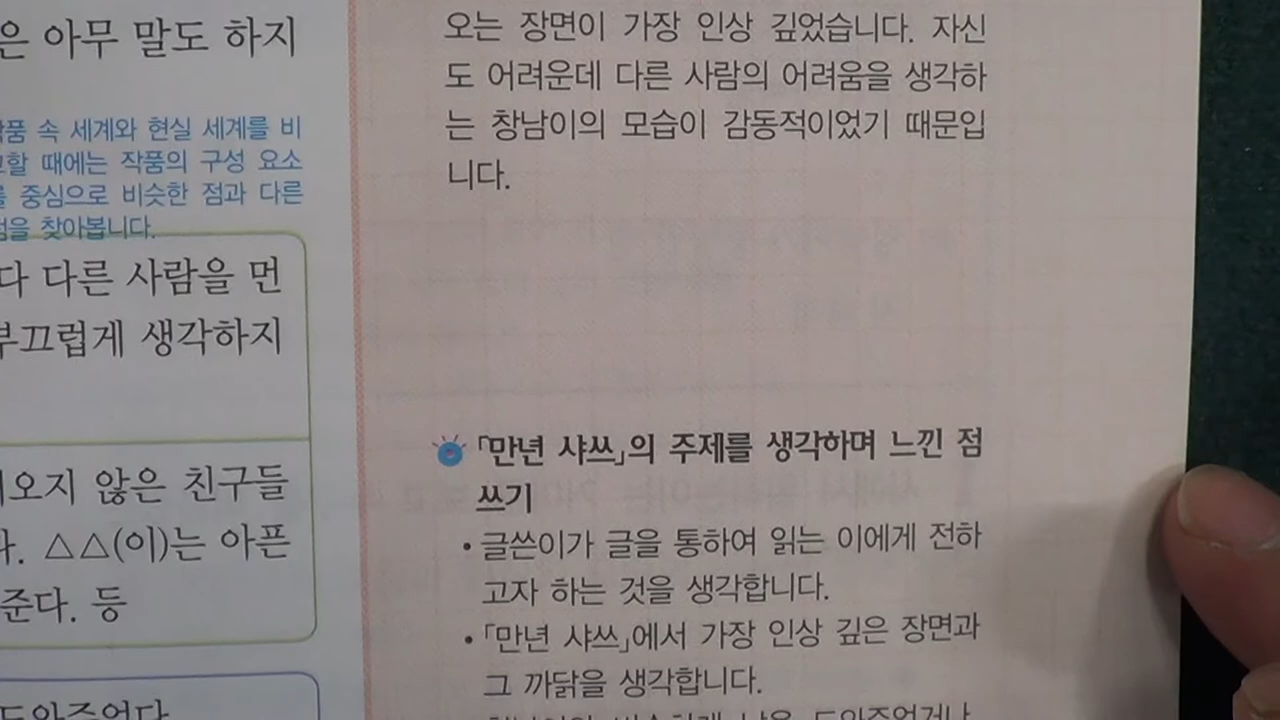 은 아무 말도 하지
작품 속 세계와 현실 세계를 비
교할 때에는 작품의 구성 요소
를 중심으로 비슷한 점과 다른
점을 찾아봅니다.
다 다른 사람을 먼
부끄럽게 생각하지
오지 않은 친구들
다. △△(이)는 아픈
준다. 등
도와주었다
오는 장면이 가장 인상 깊었습니다. 자신
도 어려운데 다른 사람의 어려움을 생각하
는 창남이의 모습이 감동적이었기 때문입
니다.
「만년 샤쓰」의 주제를 생각하며 느낀 점
쓰기
• 글쓴이가 글을 통하여 읽는 이에게 전하
고자 하는 것을 생각합니다.
• 「만년 샤쓰」에서 가장 인상 깊은 장면과
그 까닭을 생각합니다.